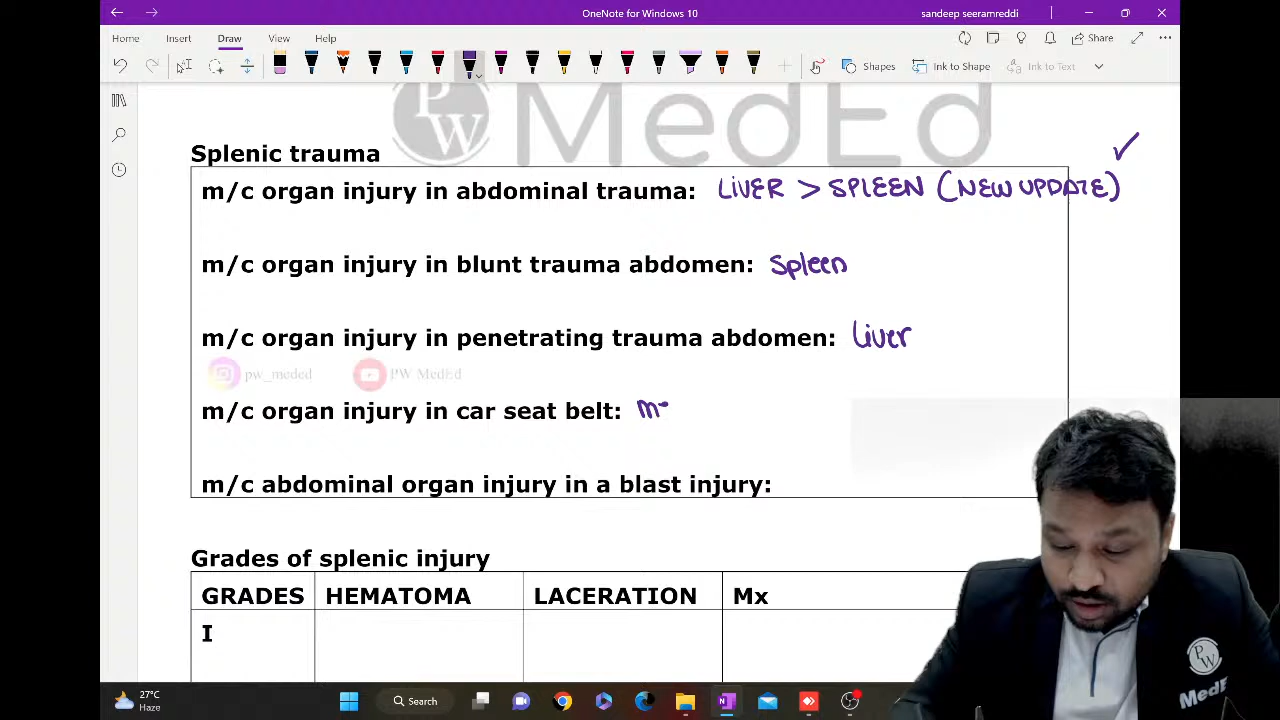 OneNote for Windows 10
sandeep seeramreddi
Home Insert Draw View Help
Share
Shapes Ink to Shape Ink to Text
PW MedEd
Splenic trauma
m/c organ injury in abdominal trauma: LIVER > SPLEEN (NEW UPDATE) ✓
m/c organ injury in blunt trauma abdomen: Spleen
m/c organ injury in penetrating trauma abdomen: Liver
pw_meded PW MedEd
m/c organ injury in car seat belt: m
m/c abdominal organ injury in a blast injury:
Grades of splenic injury
GRADES HEMATOMA LACERATION Mx
I
PW
MedEd
27°C
Haze
Search